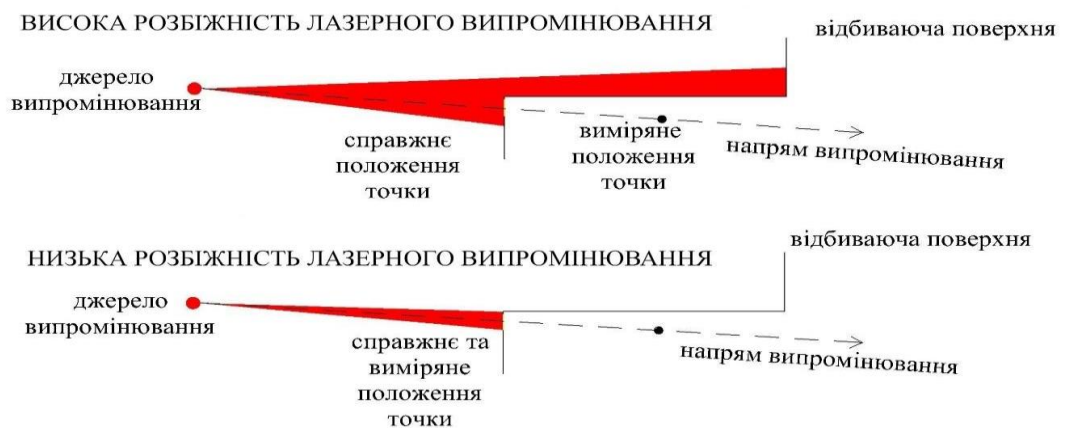 ВИСОКА РОЗБІЖНІСТЬ ЛАЗЕРНОГО ВИПРОМІНЮВАННЯ
відбиваюча поверхня
джерело
випромінювання
справжнє
положення
точки
виміряне
положення
точки
напрям випромінювання
НИЗЬКА РОЗБІЖНІСТЬ ЛАЗЕРНОГО ВИПРОМІНЮВАННЯ
відбиваюча поверхня
джерело
випромінювання
справжнє та
виміряне
положення
точки
напрям випромінювання